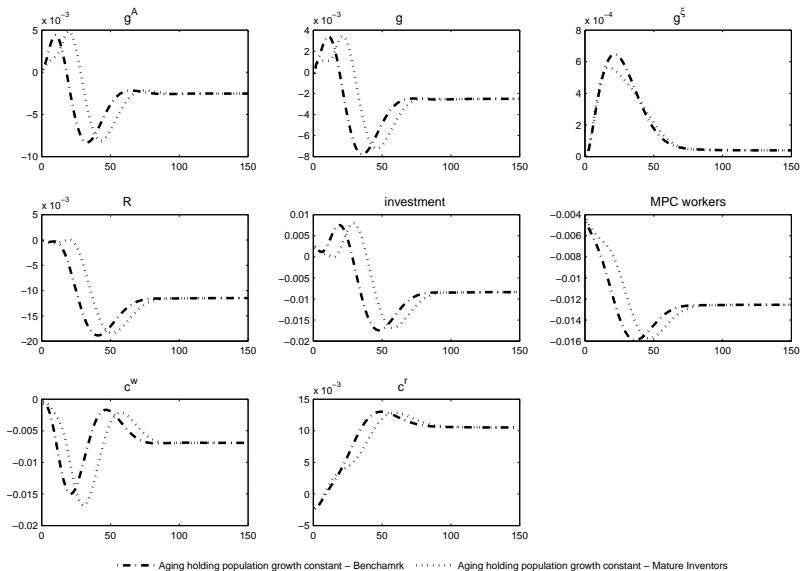 x 10⁻³ g^A
5
0
−5
−10
0 50 100 150
x 10⁻³ g
4
2
0
−2
−4
−6
−8
0 50 100 150
x 10⁻⁴ g^ξ
8
6
4
2
0
0 50 100 150
x 10⁻³ R
5
0
−5
−10
−15
−20
0 50 100 150
investment
0.01
0.005
0
−0.005
−0.01
−0.015
−0.02
0 50 100 150
MPC workers
−0.004
−0.006
−0.008
−0.01
−0.012
−0.014
−0.016
0 50 100 150
c^w
0
−0.005
−0.01
−0.015
−0.02
0 50 100 150
x 10⁻³ c^r
15
10
5
0
−5
0 50 100 150
Aging holding population growth constant − Benchamrk Aging holding population growth constant − Mature Inventors